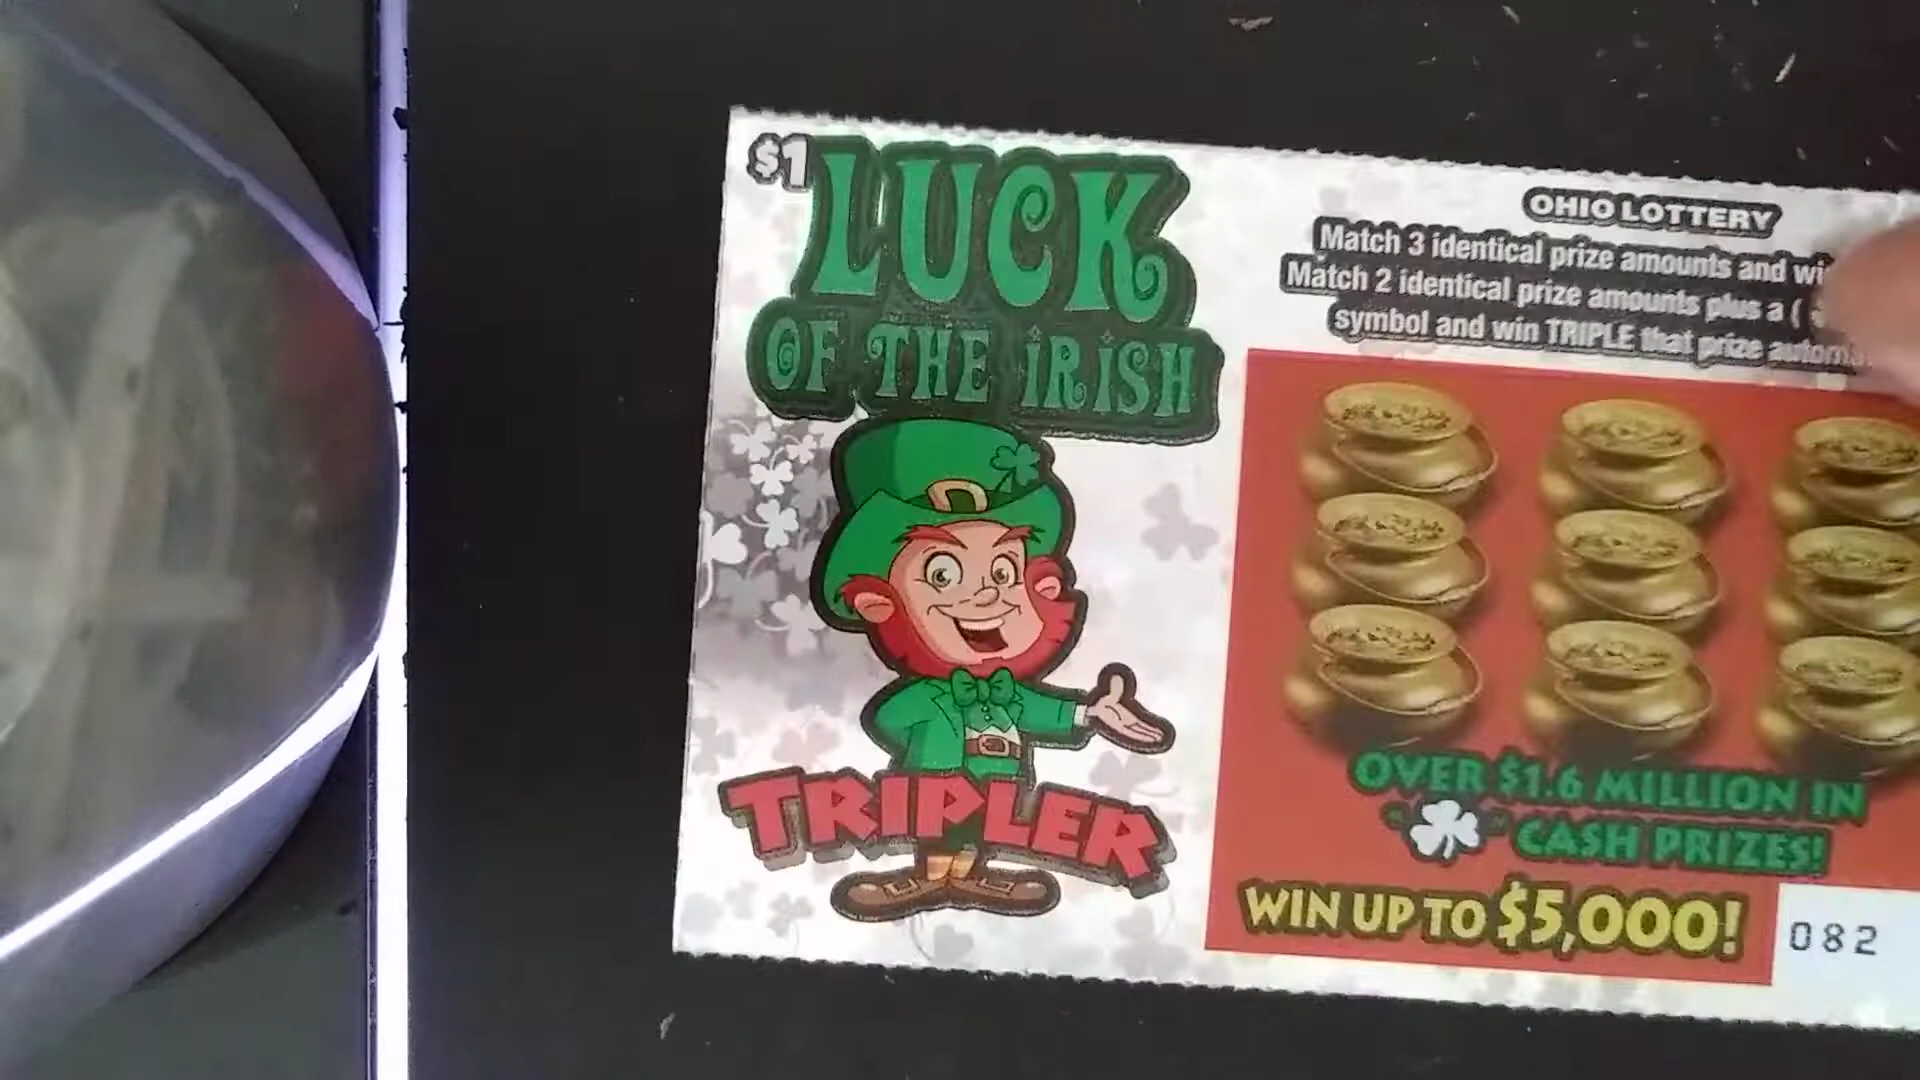 $1
LUCK
OF THE IRISH
TRIPLER
OHIO LOTTERY
Match 3 identical prize amounts and
Match 2 identical prize amounts plus a (
symbol and win TRIPLE that prize
OVER $1.6 MILLION IN
" " CASH PRIZES!
WIN UP TO $5,000!
082